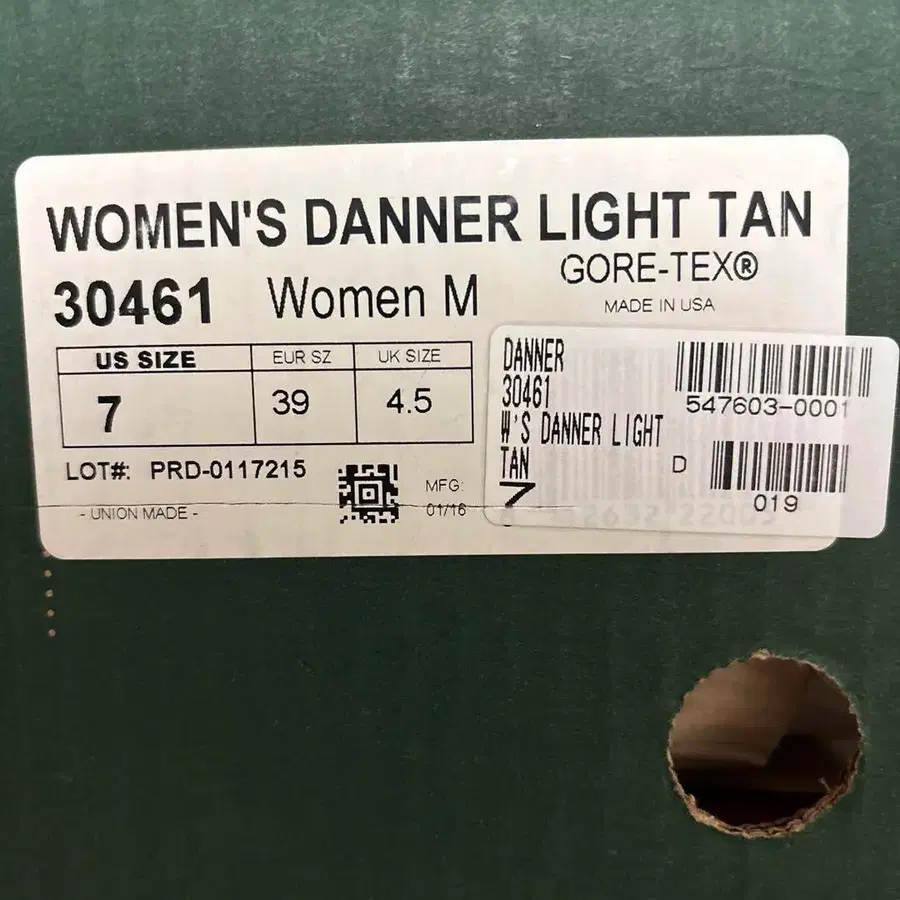 WOMEN'S DANNER LIGHT TAN
30461 Women M GORE-TEX®
MADE IN USA
US SIZE EUR SZ UK SIZE
7 39 4.5
LOT#: PRD-0117215
- UNION MADE -
MFG:
01/16
DANNER
30461
W'S DANNER LIGHT
TAN
7
547603-0001
D
019